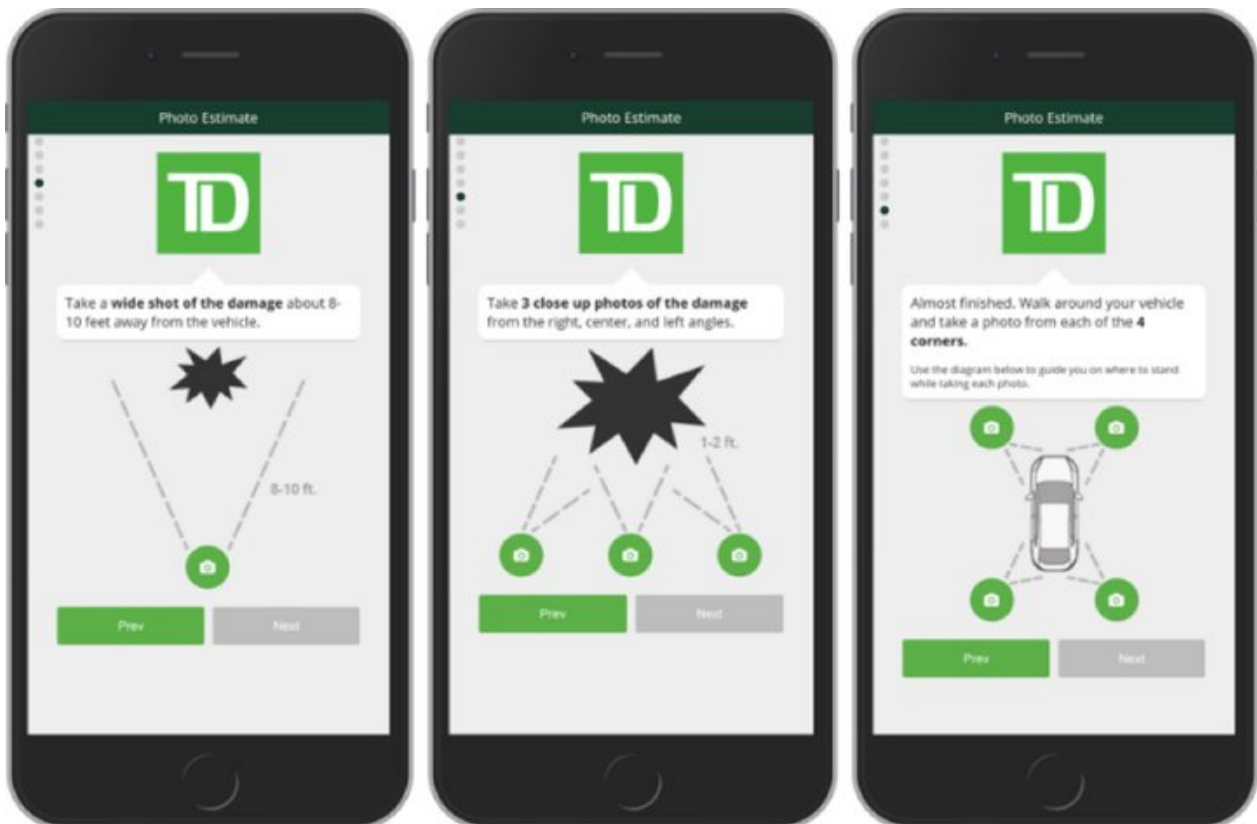 Photo Estimate
TD
Take a wide shot of the damage about 8-
10 feet away from the vehicle.
8-10 ft.
Prev
Next
Photo Estimate
TD
Take 3 close up photos of the damage
from the right, center, and left angles.
1-2 ft.
Prev
Next
Photo Estimate
TD
Almost finished. Walk around your vehicle
and take a photo from each of the 4
corners.
Use the diagram below to guide you on where to stand
while taking each photo.
Prev
Next